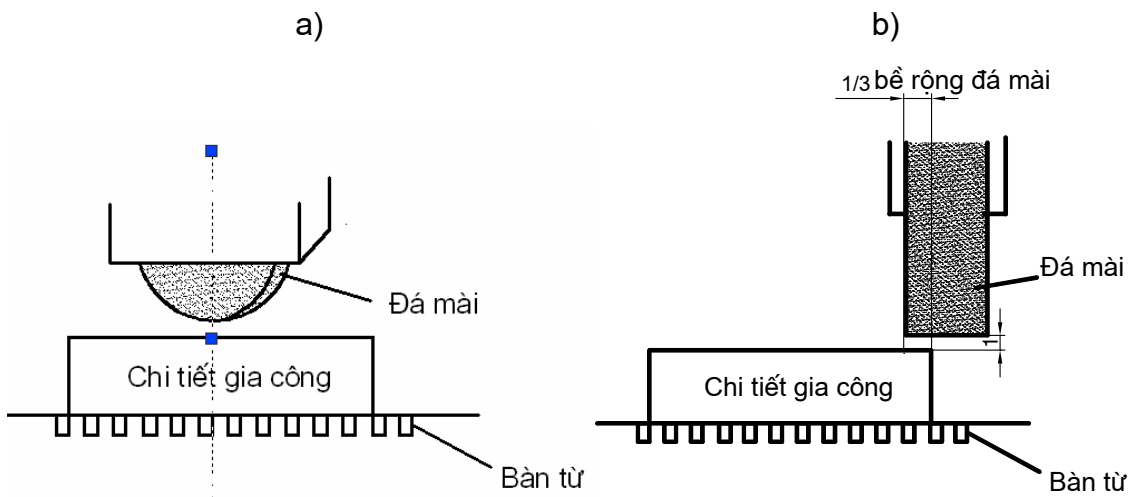 a)
b)
1/3 bề rộng đá mài
Đá mài
Đá mài
1
Chi tiết gia công
Chi tiết gia công
Bàn từ
Bàn từ